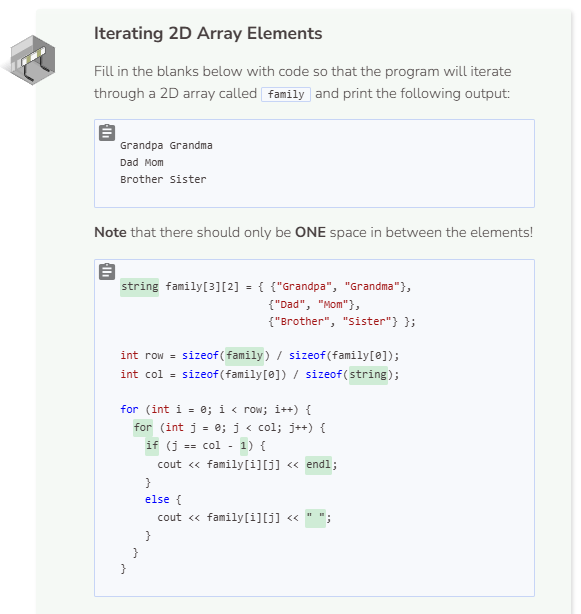 Iterating 2D Array Elements
Fill in the blanks below with code so that the program will iterate
through a 2D array called family and print the following output:
Grandpa Grandma
Dad Mom
Brother Sister
Note that there should only be ONE space in between the elements!
string family[3][2] = { {"Grandpa", "Grandma"},
{"Dad", "Mom"},
{"Brother", "Sister"} };
int row = sizeof(family) / sizeof(family[0]);
int col = sizeof(family[0]) / sizeof(string);
for (int i = 0; i < row; i++) {
for (int j = 0; j < col; j++) {
if (j == col - 1) {
cout << family[i][j] << endl;
}
else {
cout << family[i][j] << " ";
}
}
}